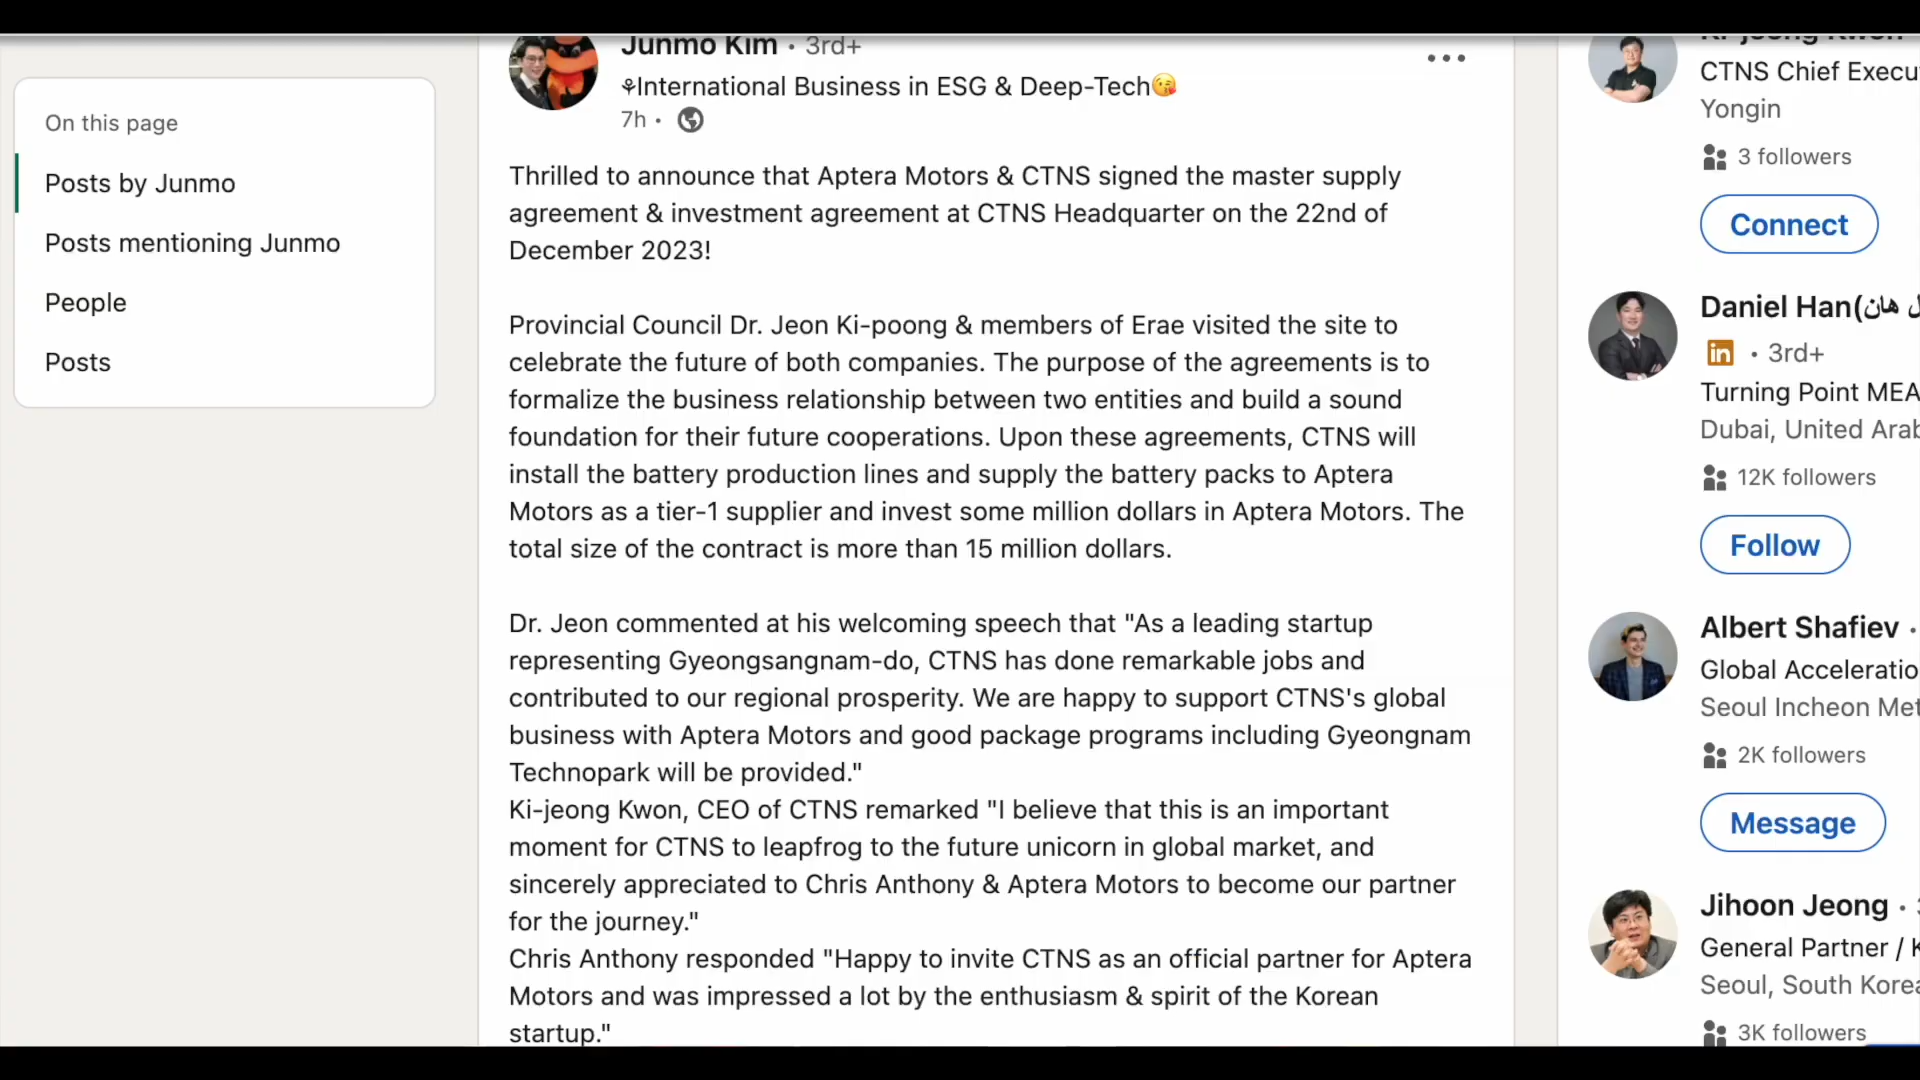 On this page
Posts by Junmo
Posts mentioning Junmo
People
Posts
Junmo Kim • 3rd+
⚘International Business in ESG & Deep-Tech😘
7h •
Thrilled to announce that Aptera Motors & CTNS signed the master supply
agreement & investment agreement at CTNS Headquarter on the 22nd of
December 2023!
Provincial Council Dr. Jeon Ki-poong & members of Erae visited the site to
celebrate the future of both companies. The purpose of the agreements is to
formalize the business relationship between two entities and build a sound
foundation for their future cooperations. Upon these agreements, CTNS will
install the battery production lines and supply the battery packs to Aptera
Motors as a tier-1 supplier and invest some million dollars in Aptera Motors. The
total size of the contract is more than 15 million dollars.
Dr. Jeon commented at his welcoming speech that "As a leading startup
representing Gyeongsangnam-do, CTNS has done remarkable jobs and
contributed to our regional prosperity. We are happy to support CTNS's global
business with Aptera Motors and good package programs including Gyeongnam
Technopark will be provided."
Ki-jeong Kwon, CEO of CTNS remarked "I believe that this is an important
moment for CTNS to leapfrog to the future unicorn in global market, and
sincerely appreciated to Chris Anthony & Aptera Motors to become our partner
for the journey."
Chris Anthony responded "Happy to invite CTNS as an official partner for Aptera
Motors and was impressed a lot by the enthusiasm & spirit of the Korean
startup."
Ki-jeong Kwon
CTNS Chief Execu
Yongin
3 followers
Connect
Daniel Han(ل هان
in • 3rd+
Turning Point MEA
Dubai, United Arab
12K followers
Follow
Albert Shafiev •
Global Acceleratio
Seoul Incheon Met
2K followers
Message
Jihoon Jeong • 3
General Partner / K
Seoul, South Korea
3K followers